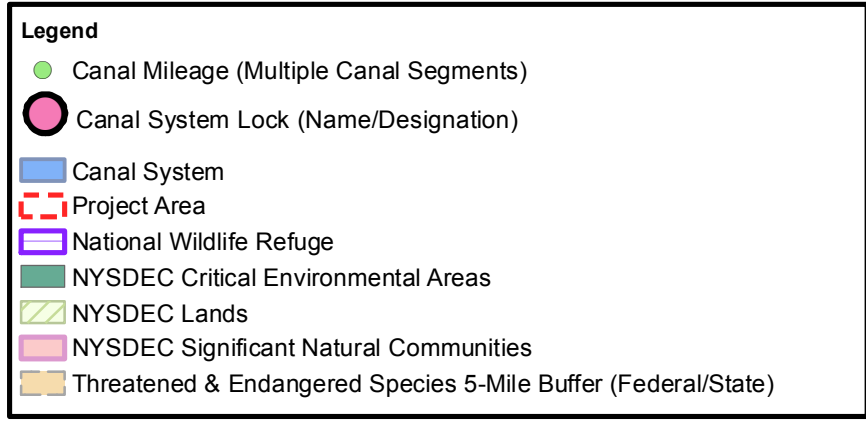 Legend
Canal Mileage (Multiple Canal Segments)
Canal System Lock (Name/Designation)
Canal System
Project Area
National Wildlife Refuge
NYSDEC Critical Environmental Areas
NYSDEC Lands
NYSDEC Significant Natural Communities
Threatened & Endangered Species 5-Mile Buffer (Federal/State)